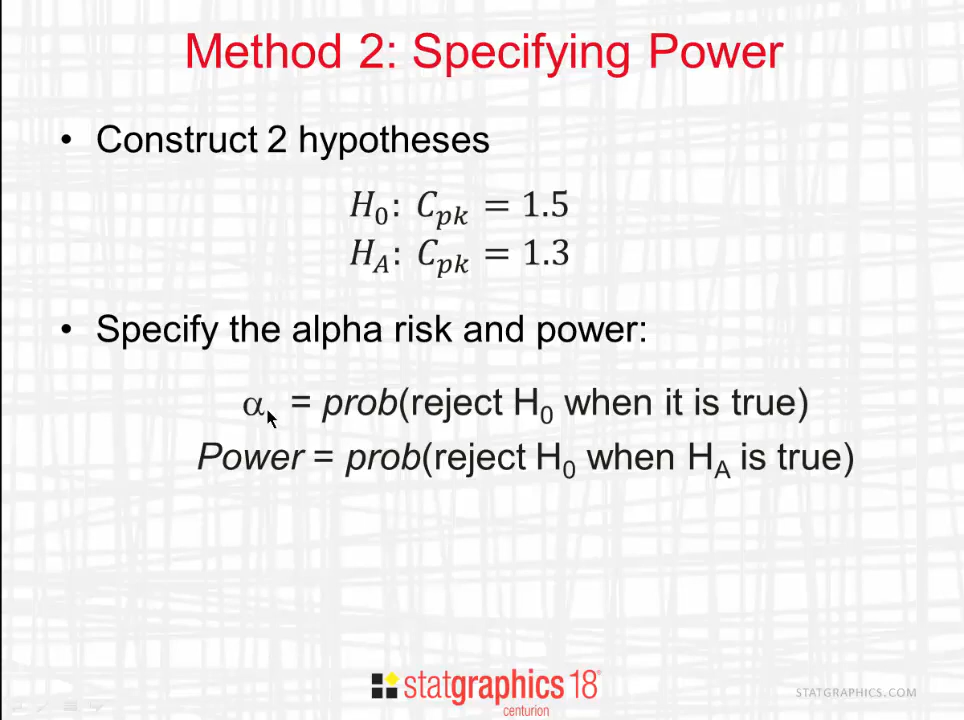 Method 2: Specifying Power
• Construct 2 hypotheses
H₀: Cₚₖ = 1.5
H_A: Cₚₖ = 1.3
• Specify the alpha risk and power:
α = prob(reject H₀ when it is true)
Power = prob(reject H₀ when H_A is true)
statgraphics 18®
centurion
STATGRAPHICS.COM